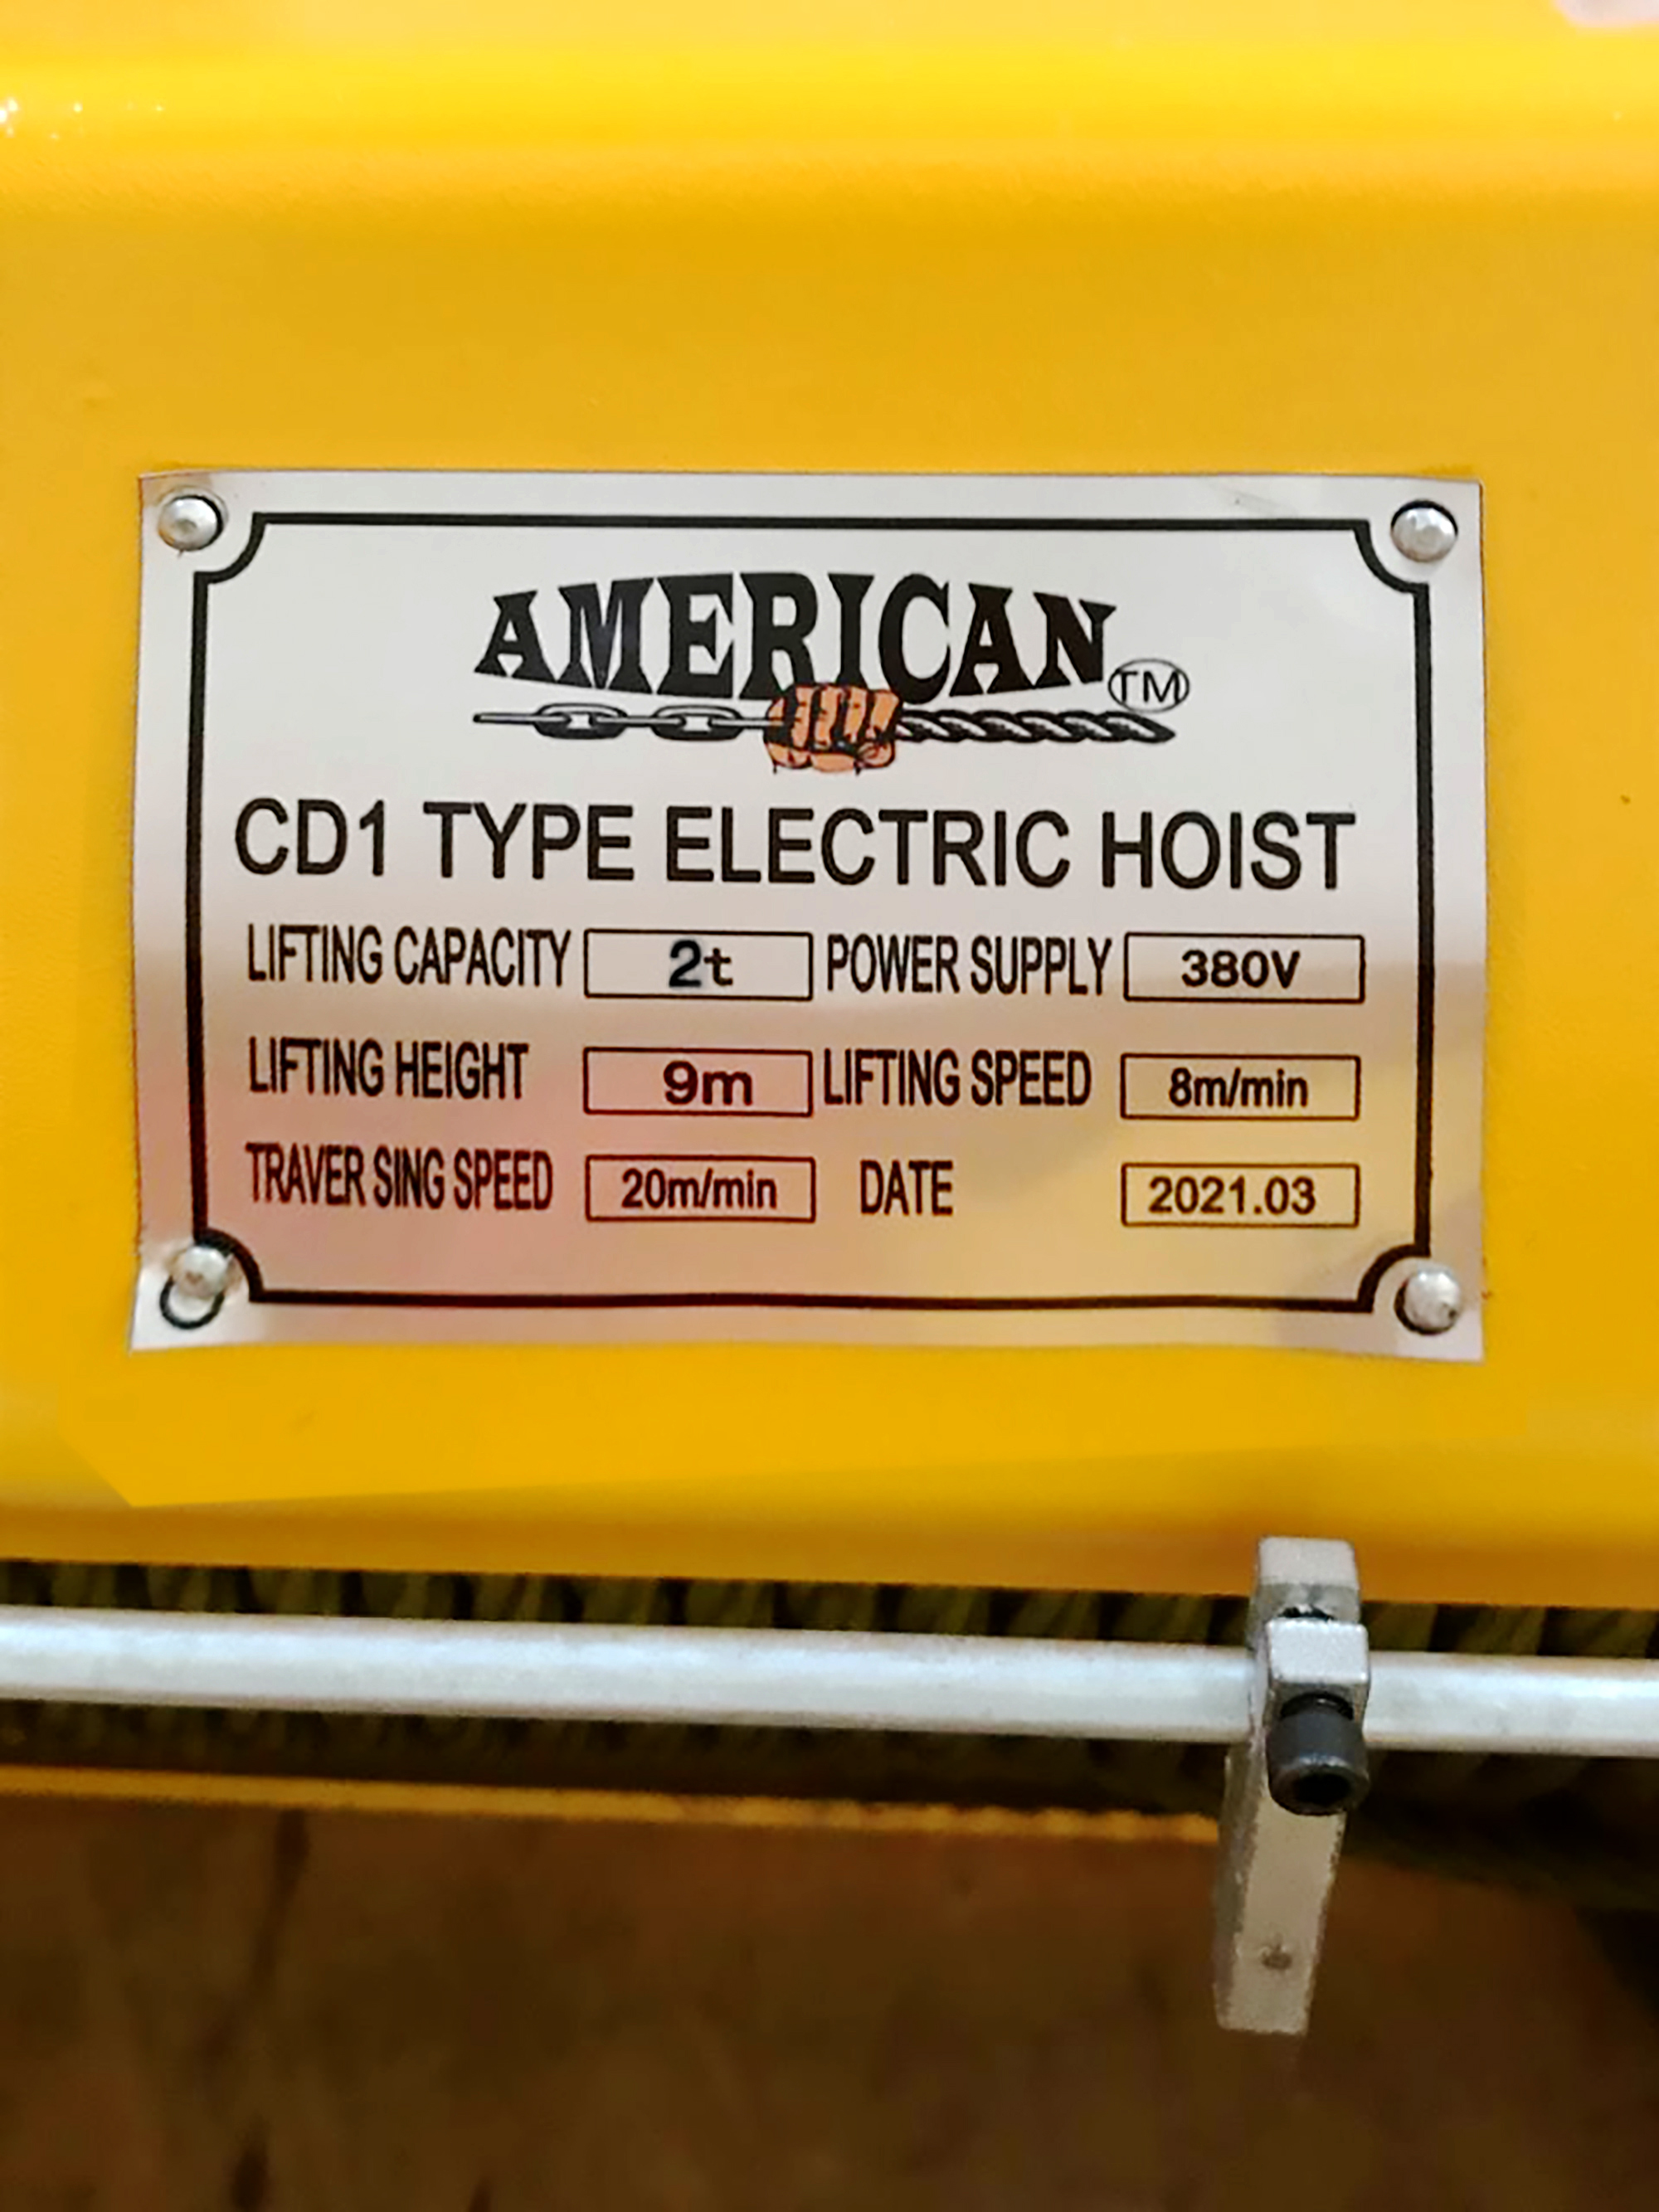 AMERICAN TM
CD1 TYPE ELECTRIC HOIST
LIFTING CAPACITY 2t POWER SUPPLY 380V
LIFTING HEIGHT 9m LIFTING SPEED 8m/min
TRAVER SING SPEED 20m/min DATE 2021.03